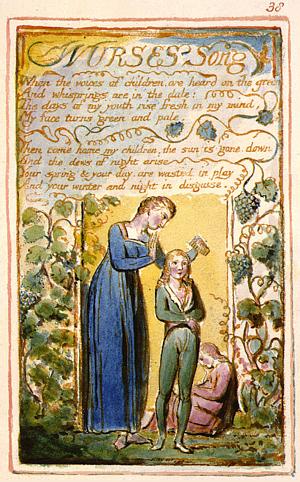 38
NURSES Song
When the voices of children, are heard on the green
And whisprings are in the dale:
The days of my youth rise fresh in my mind,
My face turns green and pale.
Then come home my children, the sun is gone down
And the dews of night arise
Your spring & your day, are wasted in play
And your winter and night in disguise.